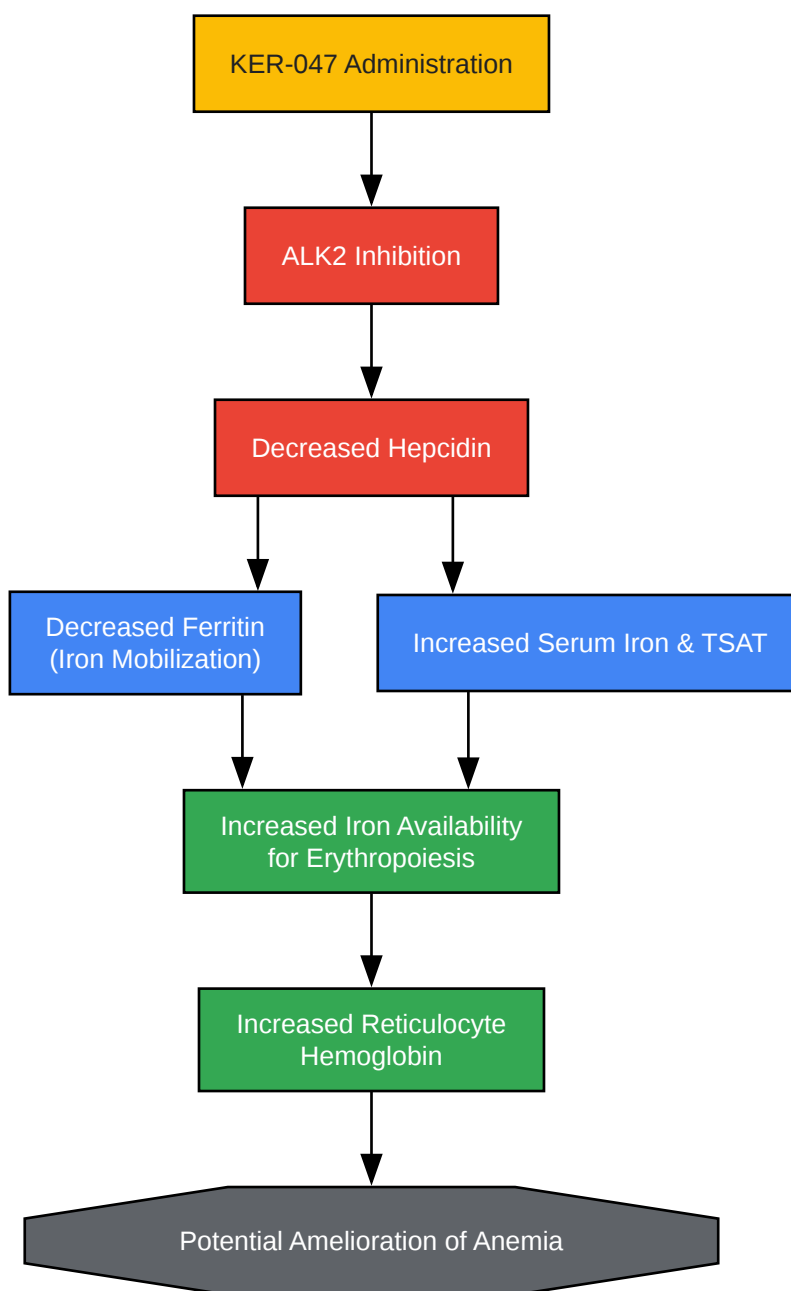 KER-047 Administration
ALK2 Inhibition
Decreased Hepcidin
Decreased Ferritin
(Iron Mobilization)
Increased Serum Iron & TSAT
Increased Iron Availability
for Erythropoiesis
Increased Reticulocyte
Hemoglobin
Potential Amelioration of Anemia